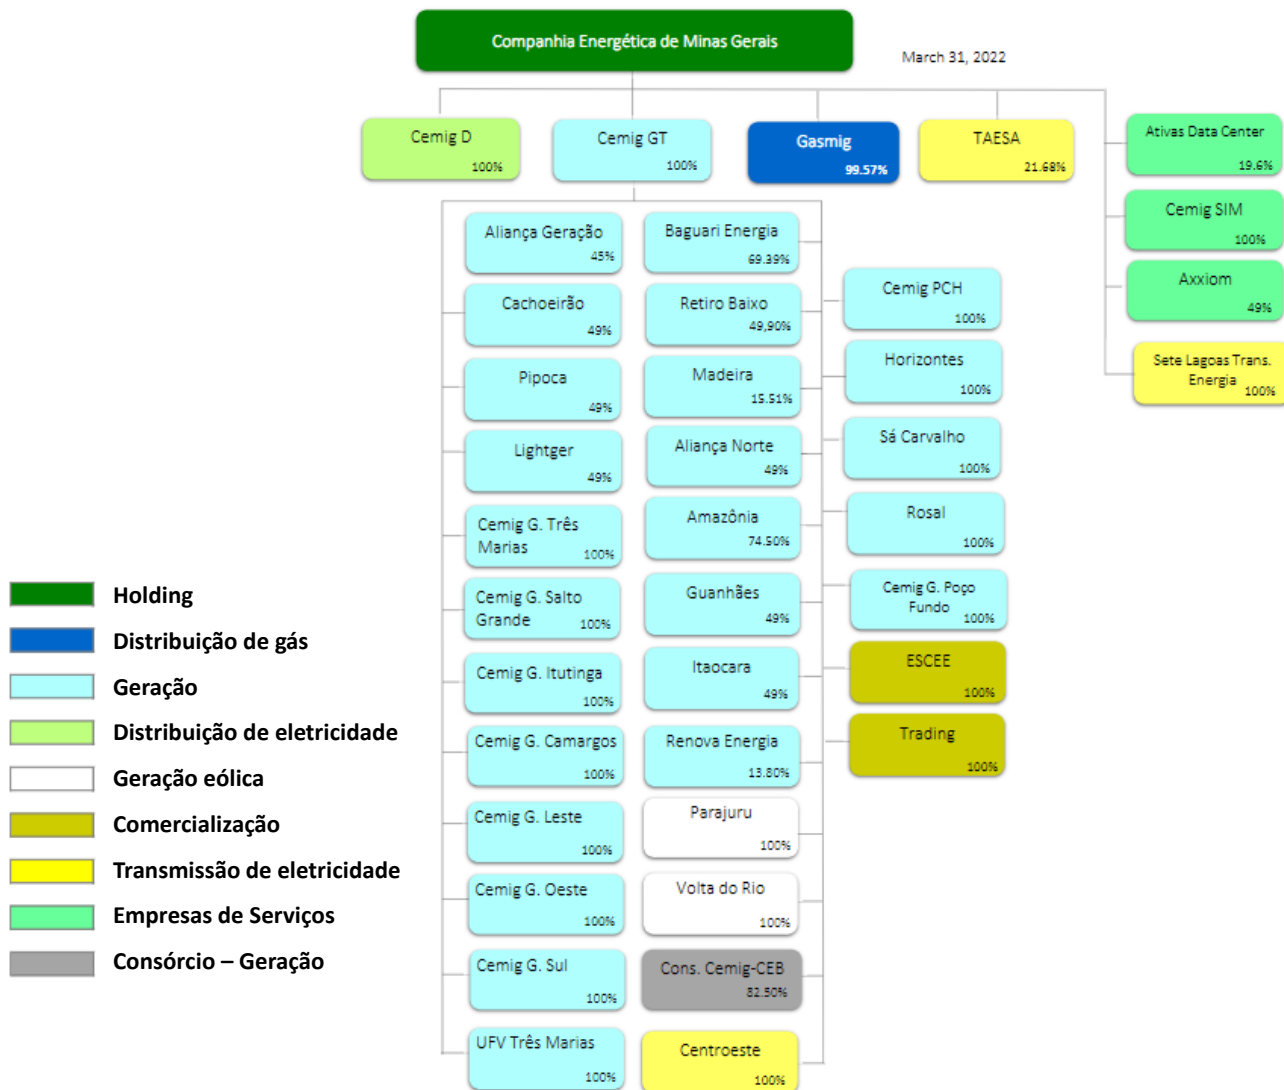 Companhia Energética de Minas Gerais
March 31, 2022
Cemig D
100%
Cemig GT
100%
Gasmig
99.57%
TAESA
21.68%
Ativas Data Center
19.6%
Cemig SIM
100%
Axxiom
49%
Sete Lagoas Trans.
Energia
100%
Aliança Geração
45%
Cachoeirão
49%
Pipoca
49%
Lightger
49%
Cemig G. Três
Marias
100%
Cemig G. Salto
Grande
100%
Cemig G. Itutinga
100%
Cemig G. Camargos
100%
Cemig G. Leste
100%
Cemig G. Oeste
100%
Cemig G. Sul
100%
UFV Três Marias
100%
Baguari Energia
69.39%
Retiro Baixo
49,90%
Madeira
15.51%
Aliança Norte
49%
Amazônia
74.50%
Guanhães
49%
Itaocara
49%
Renova Energia
13.80%
Parajuru
100%
Volta do Rio
100%
Cons. Cemig-CEB
82.50%
Centroeste
100%
Cemig PCH
100%
Horizontes
100%
Sá Carvalho
100%
Rosal
100%
Cemig G. Poço
Fundo
100%
ESCEE
100%
Trading
100%
Holding
Distribuição de gás
Geração
Distribuição de eletricidade
Geração eólica
Comercialização
Transmissão de eletricidade
Empresas de Serviços
Consórcio – Geração